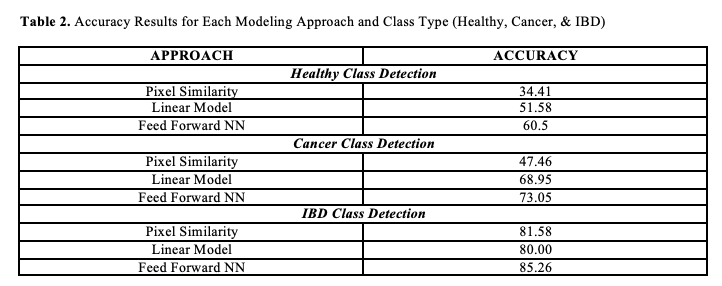 Table 2. Accuracy Results for Each Modeling Approach and Class Type (Healthy, Cancer, & IBD)
APPROACH ACCURACY
Healthy Class Detection
Pixel Similarity 34.41
Linear Model 51.58
Feed Forward NN 60.5
Cancer Class Detection
Pixel Similarity 47.46
Linear Model 68.95
Feed Forward NN 73.05
IBD Class Detection
Pixel Similarity 81.58
Linear Model 80.00
Feed Forward NN 85.26